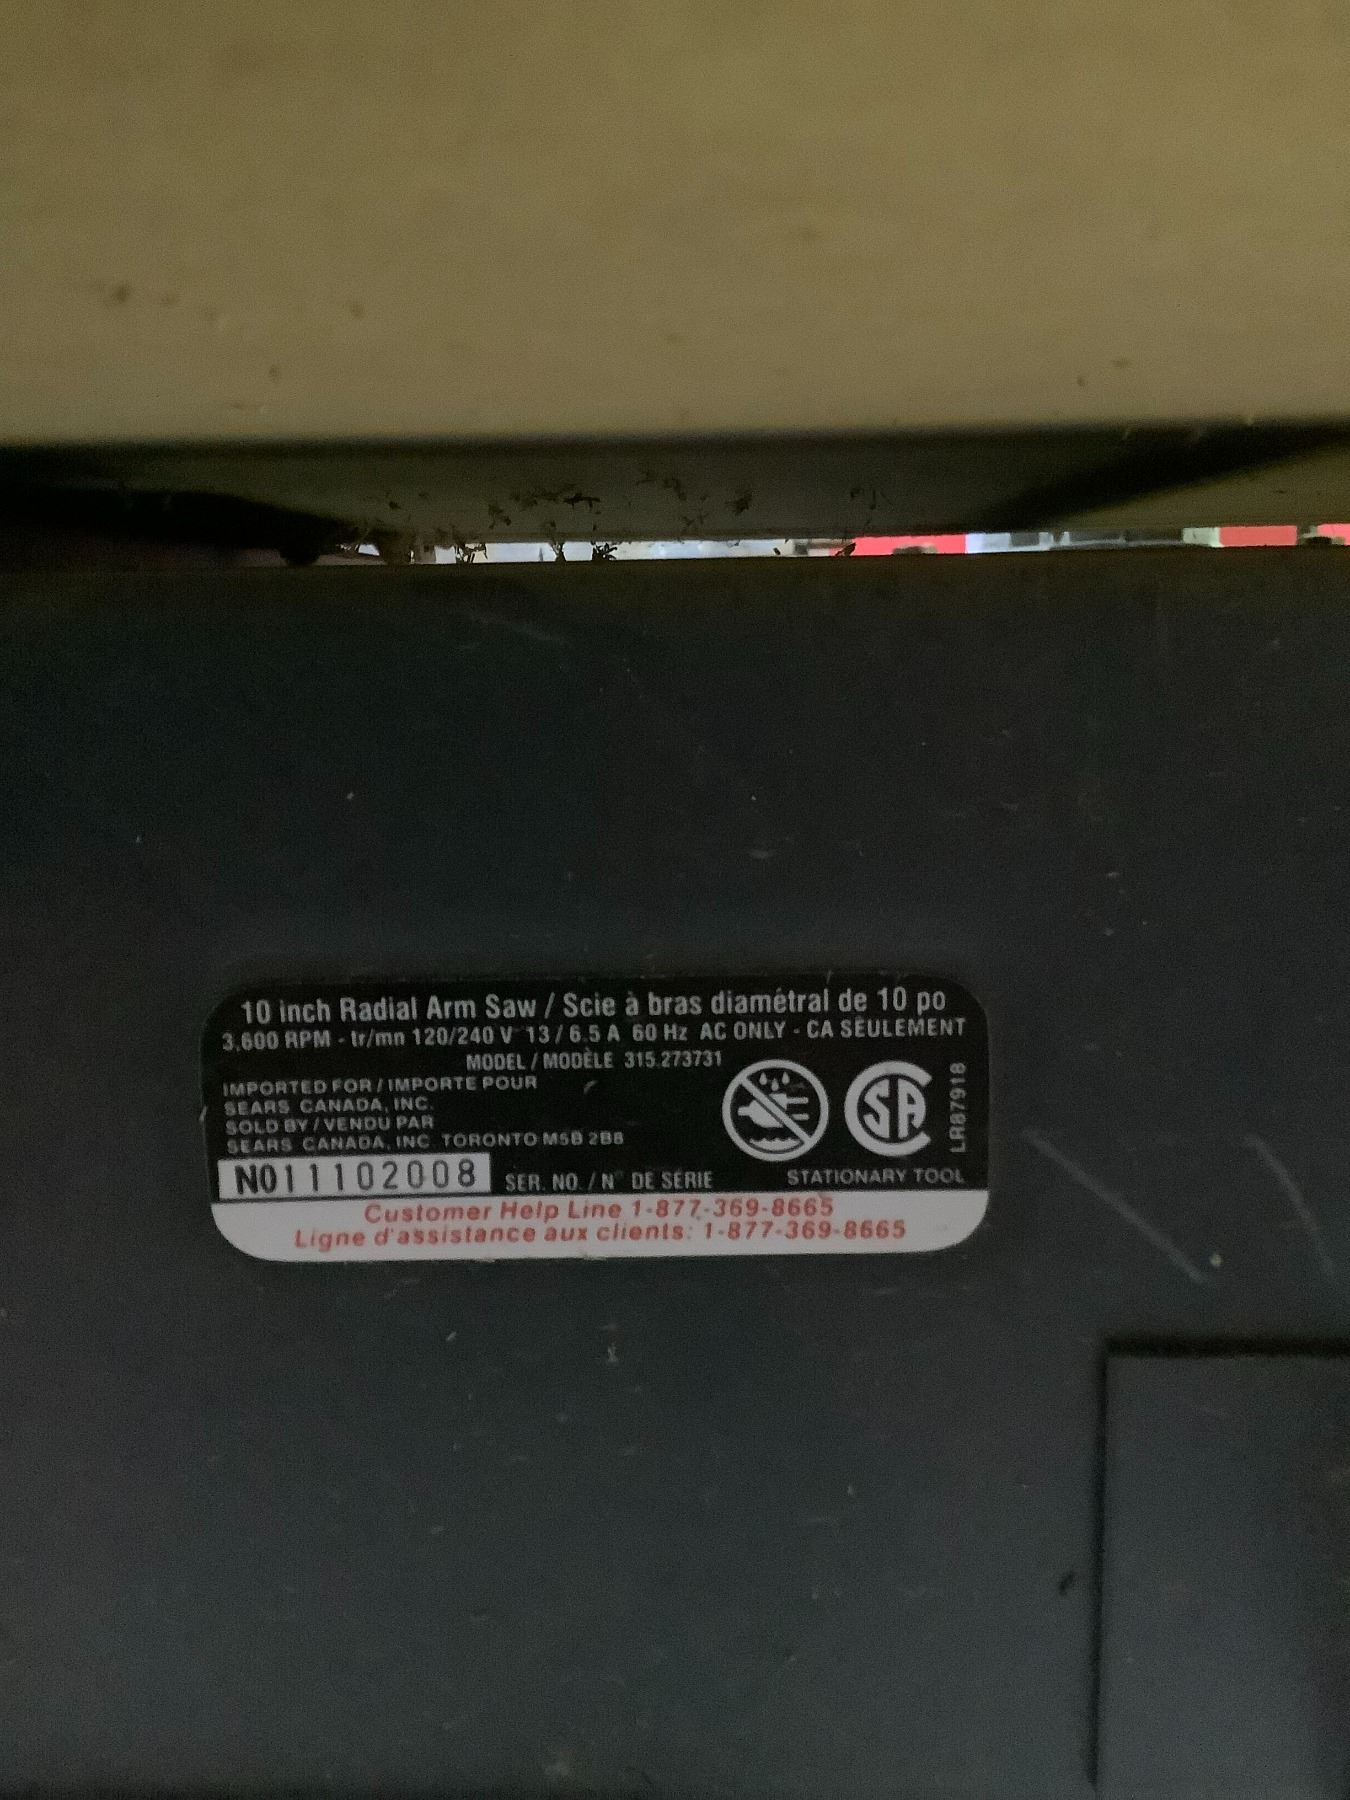 10 inch Radial Arm Saw / Scie à bras diamétral de 10 po
3,600 RPM - tr/mn 120/240 V 13 / 6.5 A 60 Hz AC ONLY - CA SEULEMENT
MODEL / MODÈLE 315.273731
IMPORTED FOR / IMPORTE POUR
SEARS CANADA, INC.
SOLD BY / VENDU PAR
SEARS CANADA, INC. TORONTO M5B 2B8
SA
LR87918
N011102008 SER. NO. / N° DE SÉRIE STATIONARY TOOL
Customer Help Line 1-877-369-8665
Ligne d'assistance aux clients: 1-877-369-8665